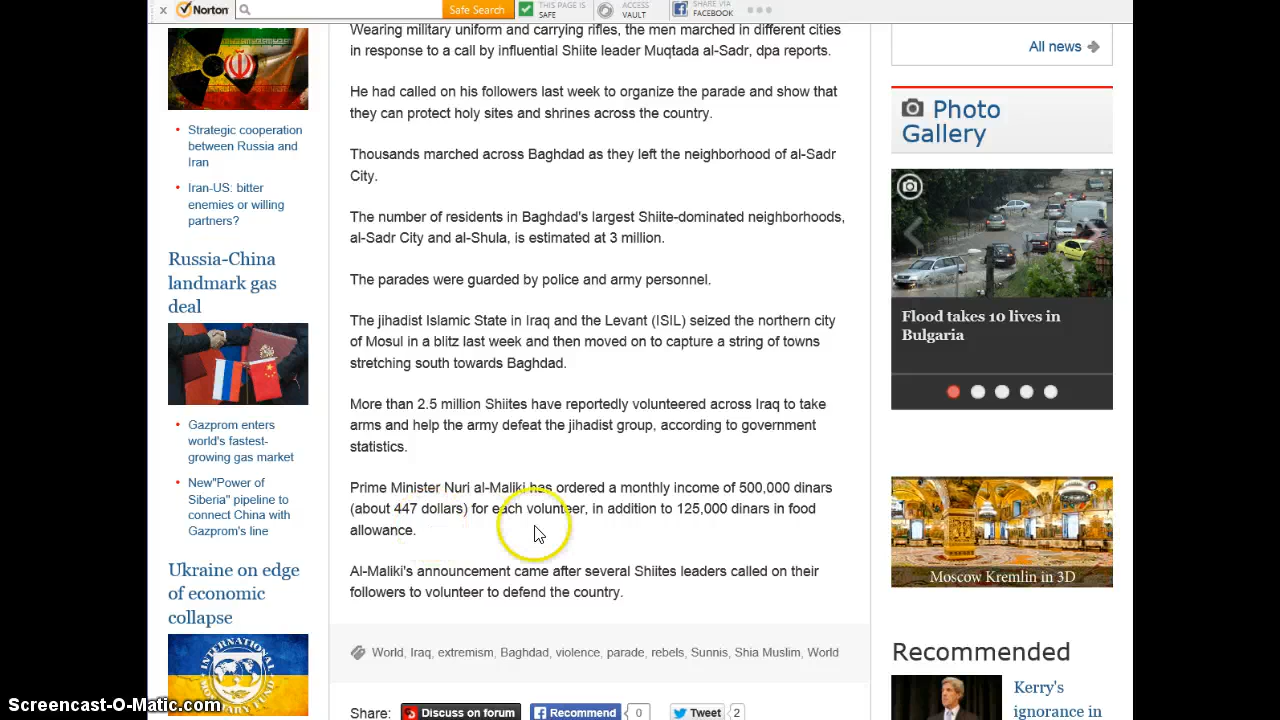 Norton
Safe Search
THIS PAGE IS
SAFE
ACCESS
VAULT
SHARE VIA
FACEBOOK
Strategic cooperation
between Russia and
Iran
Iran-US: bitter
enemies or willing
partners?
Russia-China
landmark gas
deal
Gazprom enters
world's fastest-
growing gas market
New"Power of
Siberia" pipeline to
connect China with
Gazprom's line
Ukraine on edge
of economic
collapse
INTERNATIONAL
Wearing military uniform and carrying rifles, the men marched in different cities
in response to a call by influential Shiite leader Muqtada al-Sadr, dpa reports.
He had called on his followers last week to organize the parade and show that
they can protect holy sites and shrines across the country.
Thousands marched across Baghdad as they left the neighborhood of al-Sadr
City.
The number of residents in Baghdad's largest Shiite-dominated neighborhoods,
al-Sadr City and al-Shula, is estimated at 3 million.
The parades were guarded by police and army personnel.
The jihadist Islamic State in Iraq and the Levant (ISIL) seized the northern city
of Mosul in a blitz last week and then moved on to capture a string of towns
stretching south towards Baghdad.
More than 2.5 million Shiites have reportedly volunteered across Iraq to take
arms and help the army defeat the jihadist group, according to government
statistics.
Prime Minister Nuri al-Maliki has ordered a monthly income of 500,000 dinars
(about 447 dollars) for each volunteer, in addition to 125,000 dinars in food
allowance.
Al-Maliki's announcement came after several Shiites leaders called on their
followers to volunteer to defend the country.
World, Iraq, extremism, Baghdad, violence, parade, rebels, Sunnis, Shia Muslim, World
Share:
Discuss on forum
Recommend
0
Tweet
2
All news
Photo
Gallery
Flood takes 10 lives in
Bulgaria
Moscow Kremlin in 3D
Recommended
Kerry's
ignorance in
Screencast-O-Matic.com